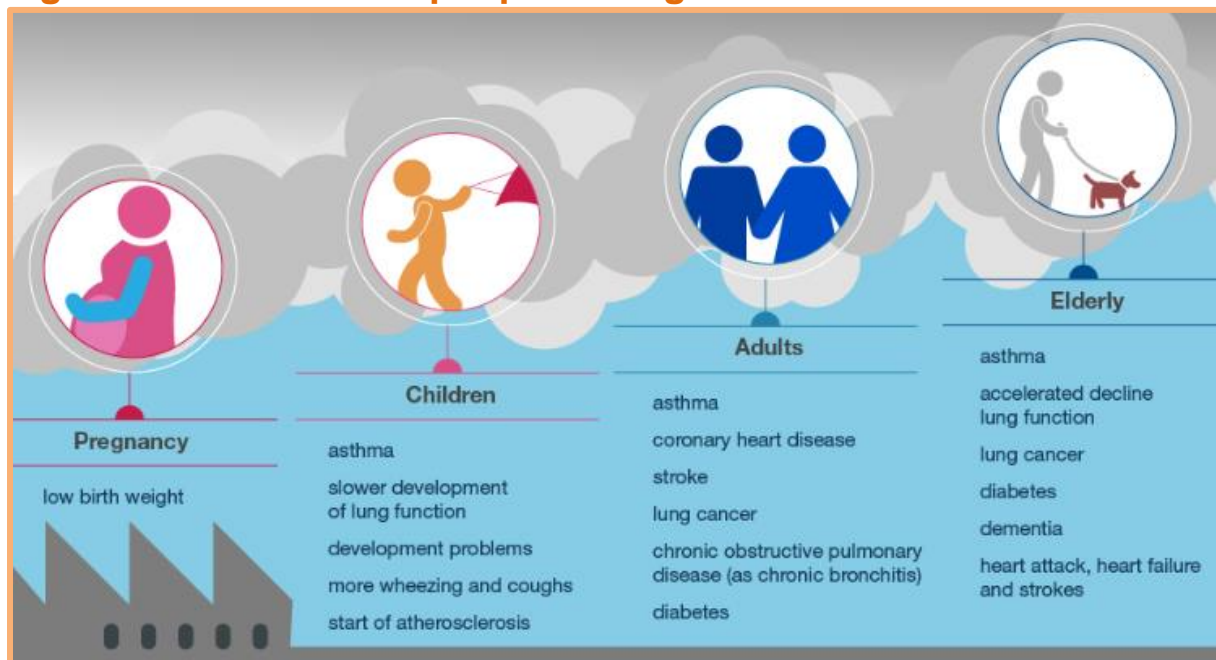 Pregnancy
low birth weight
Children
asthma
slower development
of lung function
development problems
more wheezing and coughs
start of atherosclerosis
Adults
asthma
coronary heart disease
stroke
lung cancer
chronic obstructive pulmonary
disease (as chronic bronchitis)
diabetes
Elderly
asthma
accelerated decline
lung function
lung cancer
diabetes
dementia
heart attack, heart failure
and strokes